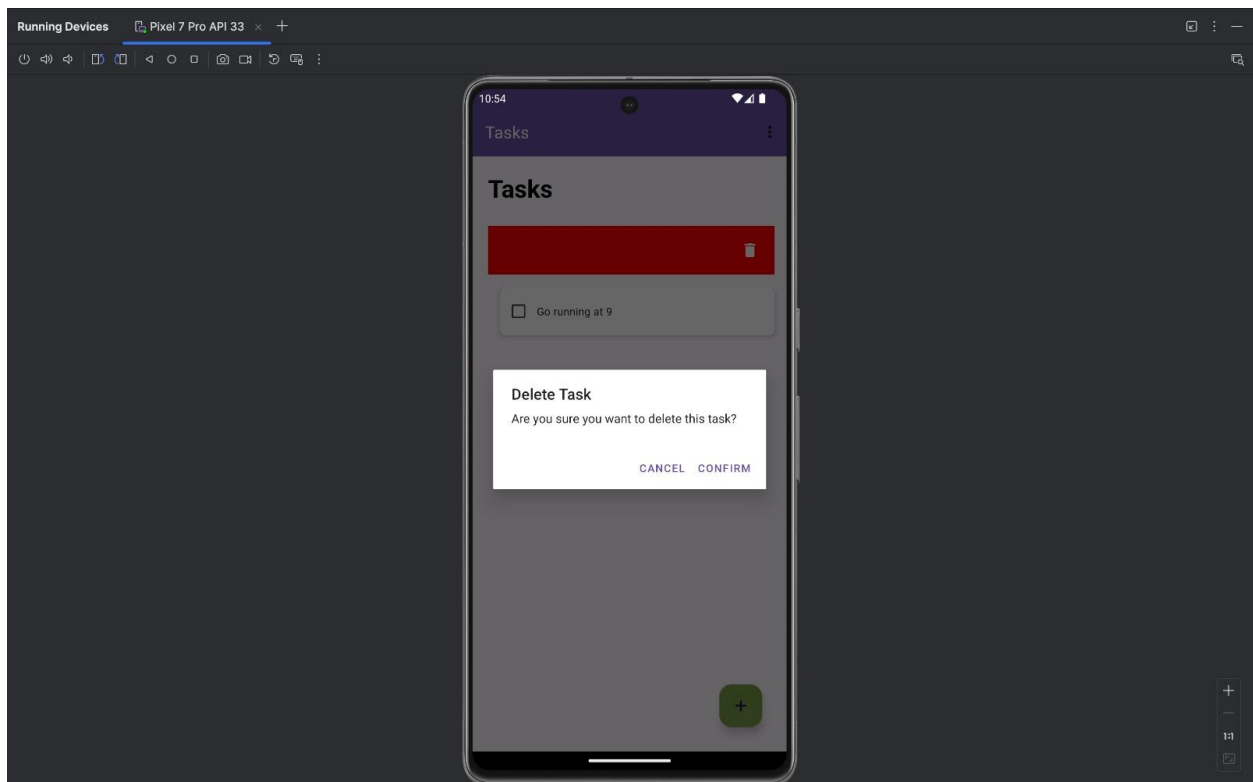 Running Devices Pixel 7 Pro API 33
10:54
Tasks
Tasks
Go running at 9
Delete Task
Are you sure you want to delete this task?
CANCEL CONFIRM
1:1